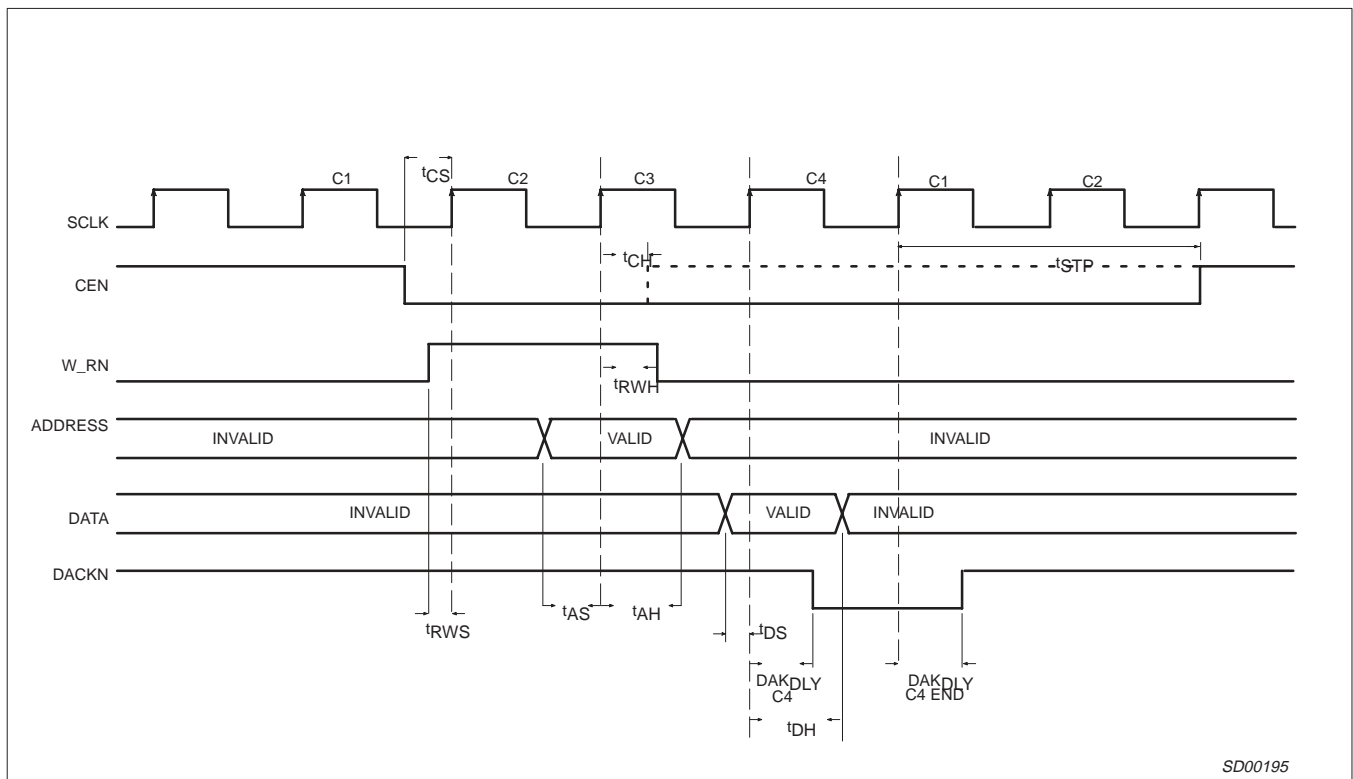 tCS
C1
C2
C3
C4
C1
C2
SCLK
tCH
tSTP
CEN
W_RN
tRWH
ADDRESS
INVALID
VALID
INVALID
DATA
INVALID
VALID
INVALID
DACKN
tRWS
tAS
tAH
tDS
DAKDLY
C4
DAKDLY
C4 END
tDH
SD00195